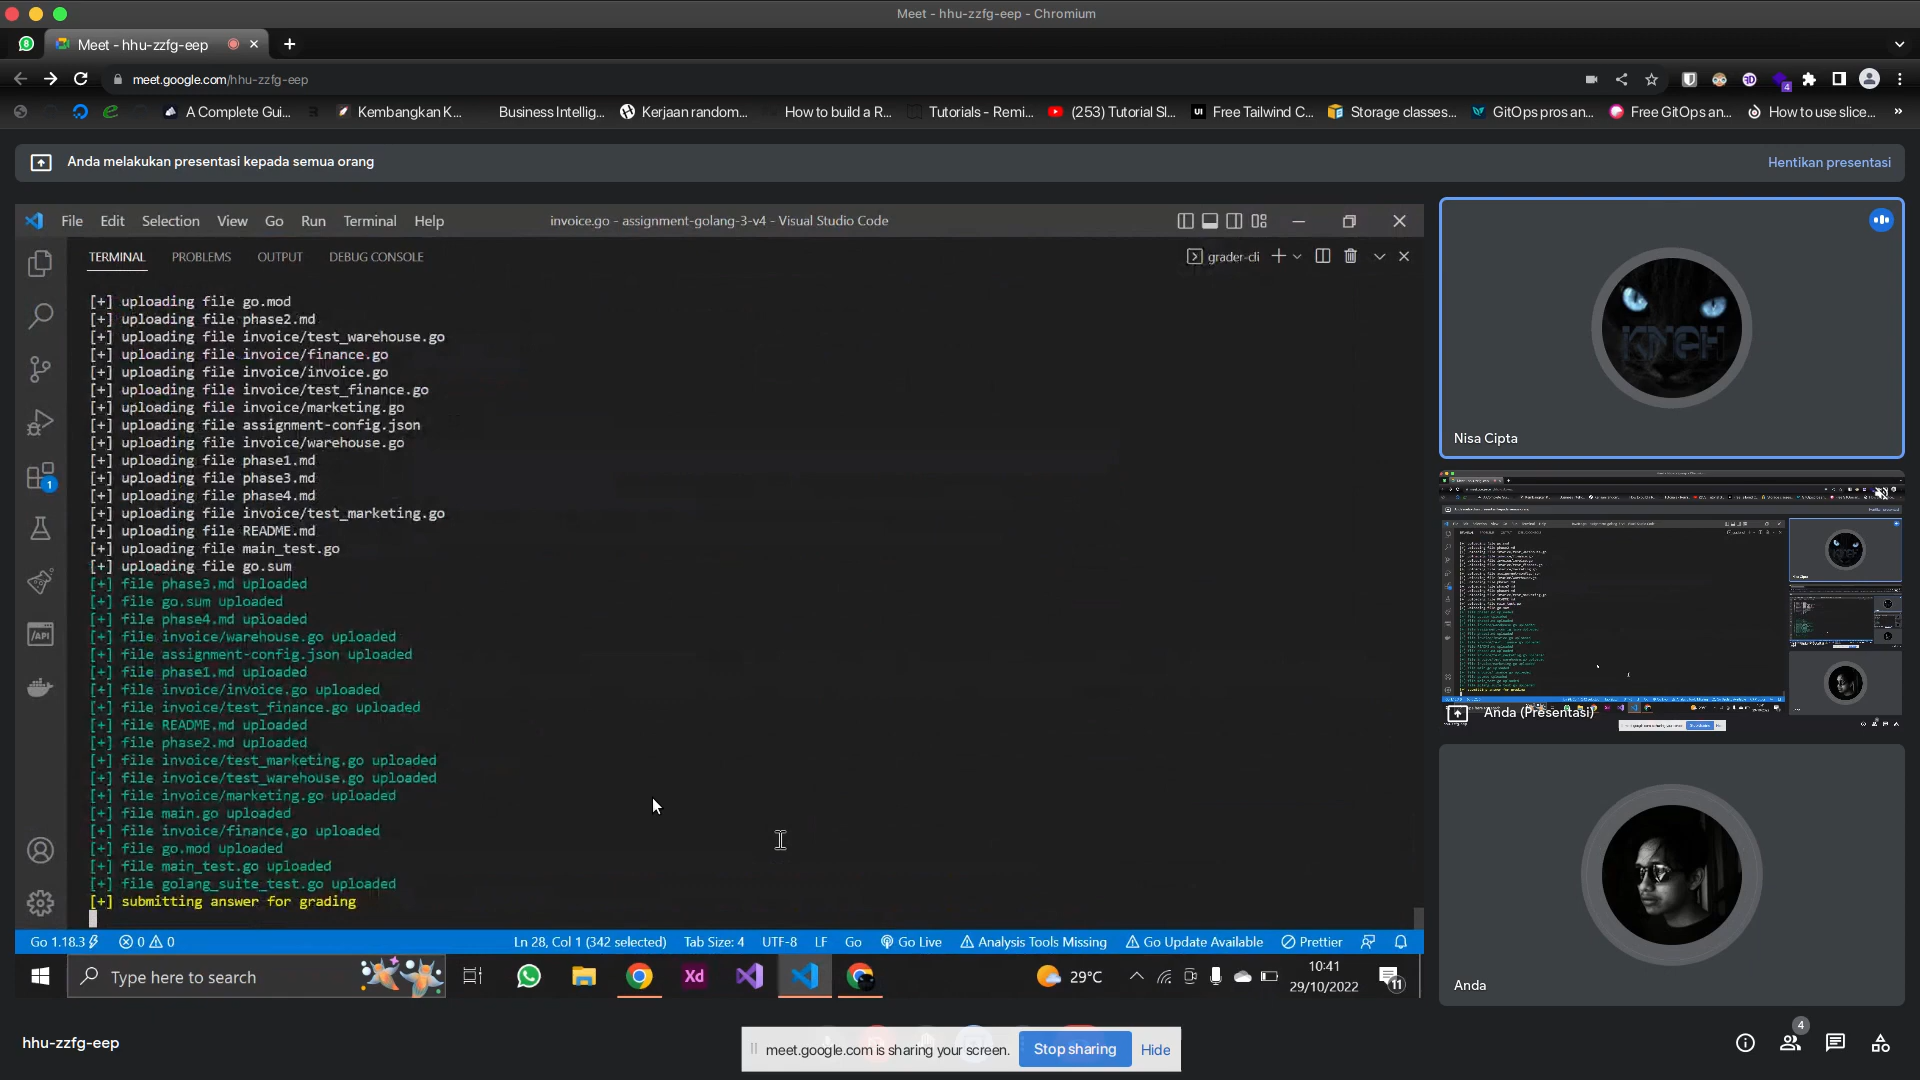 Meet - hhu-zzfg-eep - Chromium
Meet - hhu-zzfg-eep
meet.google.com/hhu-zzfg-eep
4
A Complete Gui...
Kembangkan K...
Business Intellig...
Kerjaan random...
How to build a R...
Tutorials - Remi...
(253) Tutorial Sl...
Free Tailwind C...
Storage classes...
GitOps pros an...
Free GitOps an...
How to use slice...
Anda melakukan presentasi kepada semua orang
Hentikan presentasi
File Edit Selection View Go Run Terminal Help
invoice.go - assignment-golang-3-v4 - Visual Studio Code
TERMINAL PROBLEMS OUTPUT DEBUG CONSOLE
grader-cli
[+] uploading file go.mod
[+] uploading file phase2.md
[+] uploading file invoice/test_warehouse.go
[+] uploading file invoice/finance.go
[+] uploading file invoice/invoice.go
[+] uploading file invoice/test_finance.go
[+] uploading file invoice/marketing.go
[+] uploading file assignment-config.json
[+] uploading file invoice/warehouse.go
[+] uploading file phase1.md
[+] uploading file phase3.md
[+] uploading file phase4.md
[+] uploading file invoice/test_marketing.go
[+] uploading file README.md
[+] uploading file main_test.go
[+] uploading file go.sum
[+] file phase3.md uploaded
[+] file go.sum uploaded
[+] file phase4.md uploaded
[+] file invoice/warehouse.go uploaded
[+] file assignment-config.json uploaded
[+] file phase1.md uploaded
[+] file invoice/invoice.go uploaded
[+] file invoice/test_finance.go uploaded
[+] file README.md uploaded
[+] file phase2.md uploaded
[+] file invoice/test_marketing.go uploaded
[+] file invoice/test_warehouse.go uploaded
[+] file invoice/marketing.go uploaded
[+] file main.go uploaded
[+] file invoice/finance.go uploaded
[+] file go.mod uploaded
[+] file main_test.go uploaded
[+] file golang_suite_test.go uploaded
[+] submitting answer for grading
1
API
Go 1.18.3
0 0
Ln 28, Col 1 (342 selected)
Tab Size: 4
UTF-8
LF
Go
Go Live
Analysis Tools Missing
Go Update Available
Prettier
Type here to search
Xd
29°C
10:41
29/10/2022
11
KNGH
Nisa Cipta
Anda (Presentasi)
Anda
hhu-zzfg-eep
meet.google.com is sharing your screen.
Stop sharing
Hide
4